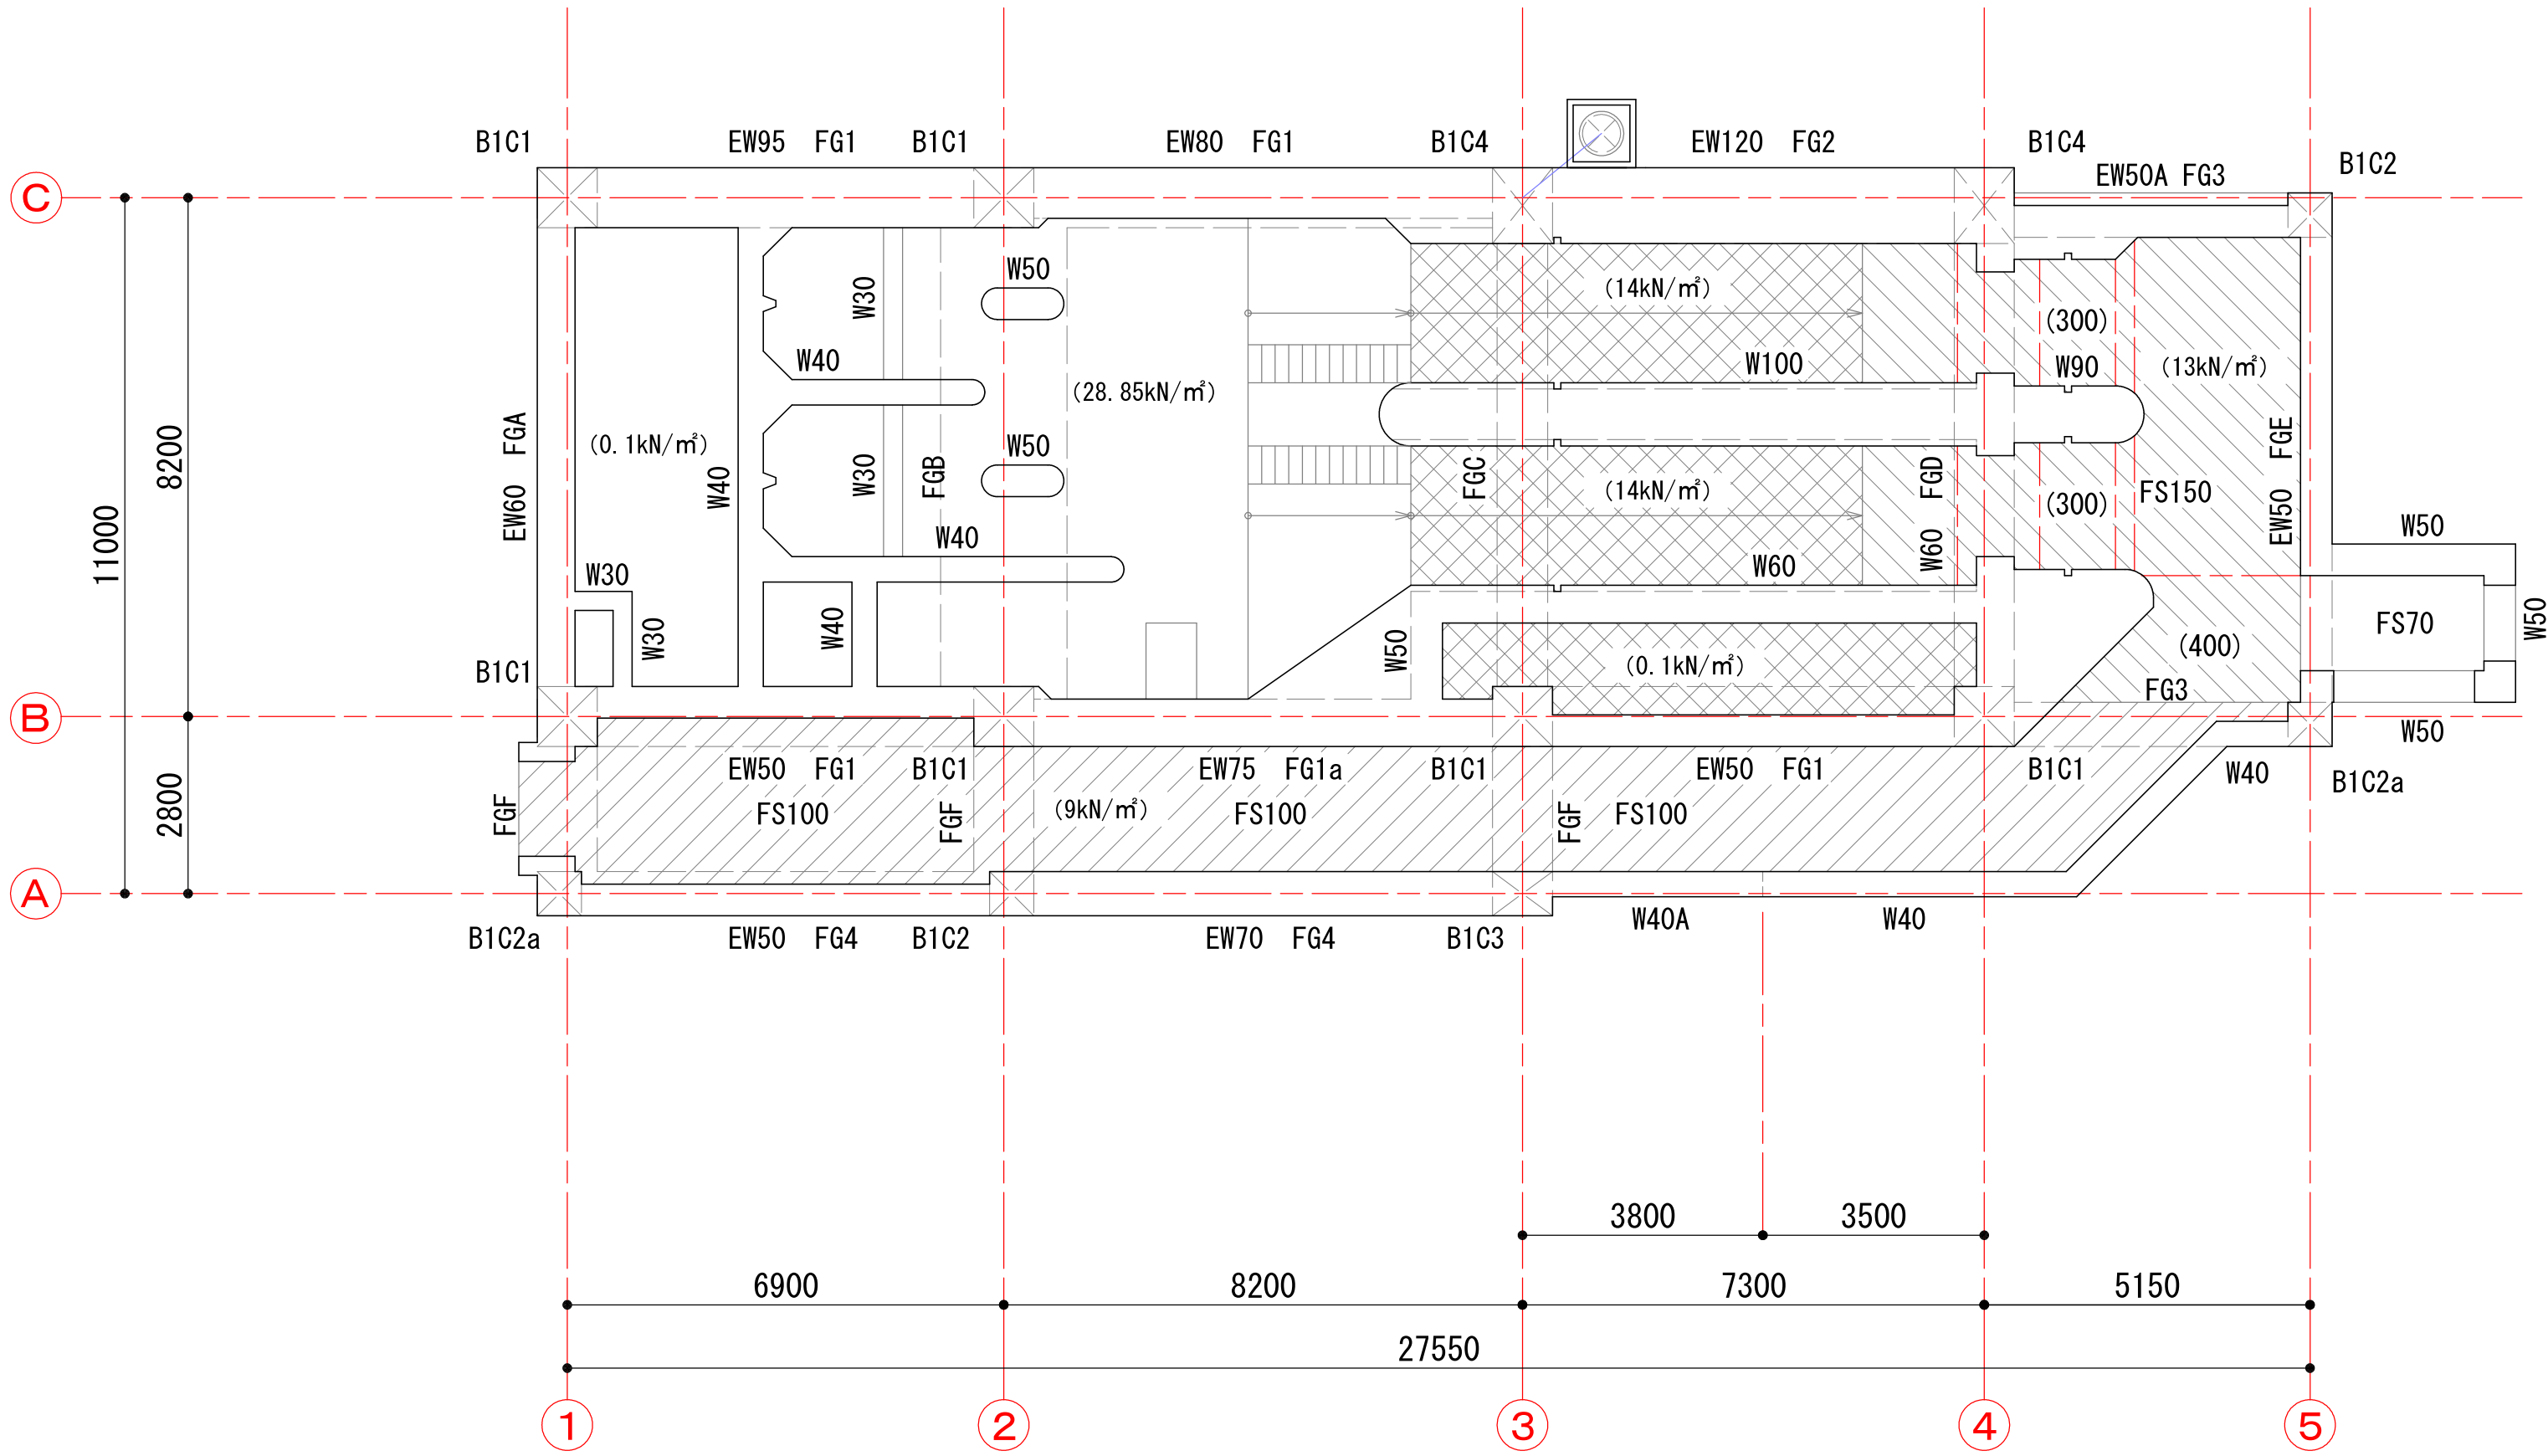 B1C1
EW95 FG1
B1C1
EW80 FG1
B1C4
EW120 FG2
B1C4
EW50A FG3
B1C2
C
W50
W30
(14kN/㎡)
(300)
W40
W100
W90
(13kN/㎡)
(28.85kN/㎡)
8200
11000
EW60 FGA
(0.1kN/㎡)
W40
W30
FGB
W50
FGC
(14kN/㎡)
FGD
(300)
FS150
EW50 FGE
W50
W40
W60
W60
W30
W30
W40
W50
(0.1kN/㎡)
(400)
FS70
W50
B1C1
FG3
B
W50
EW50 FG1
B1C1
EW75 FG1a
B1C1
EW50 FG1
B1C1
W40
B1C2a
2800
FGF
FS100
FGF
(9kN/㎡)
FS100
FGF
FS100
A
B1C2a
EW50 FG4
B1C2
EW70 FG4
B1C3
W40A
W40
3800
3500
6900
8200
7300
5150
27550
1
2
3
4
5